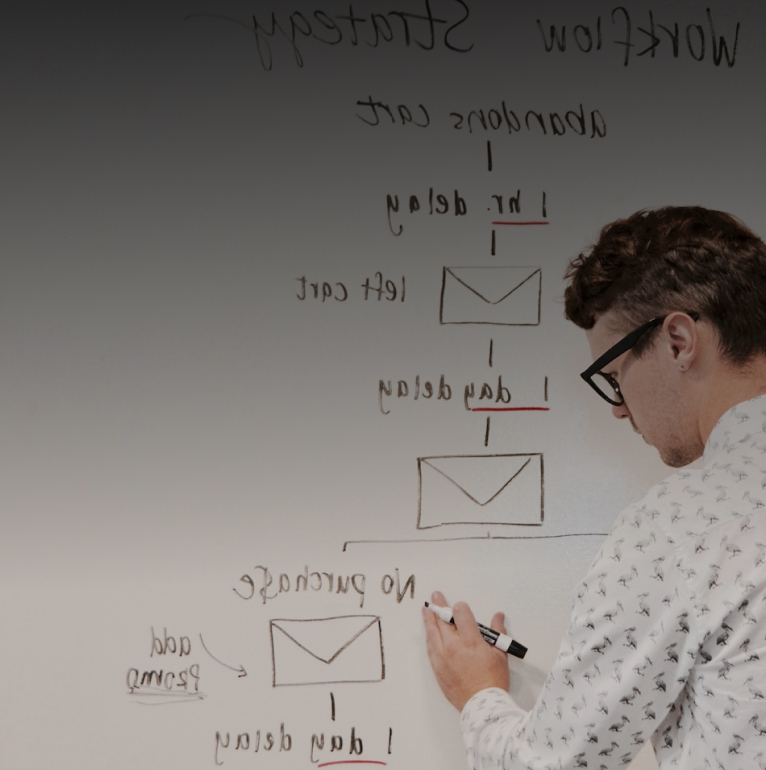 Workflow Strategy
abandons cart
1 hr. delay
left cart
1 day delay
No purchase
add
promo
1 day delay